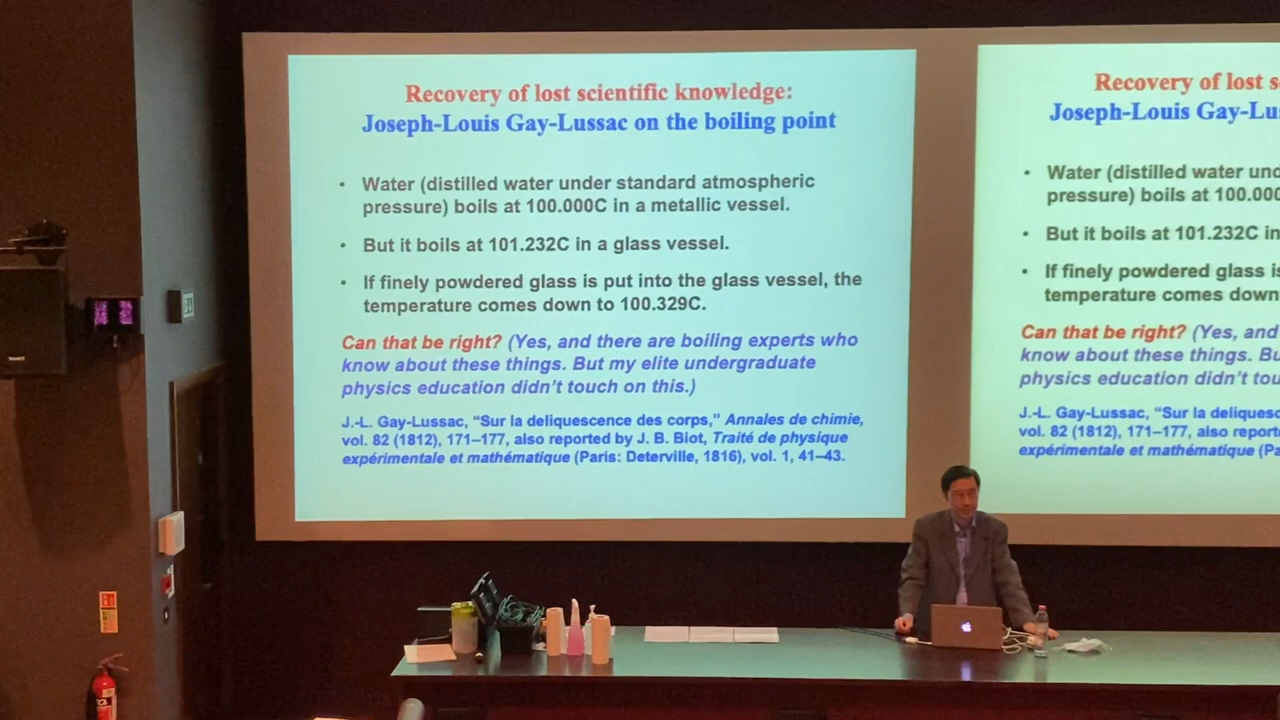 Recovery of lost scientific knowledge:
Joseph-Louis Gay-Lussac on the boiling point
• Water (distilled water under standard atmospheric
pressure) boils at 100.000C in a metallic vessel.
• But it boils at 101.232C in a glass vessel.
• If finely powdered glass is put into the glass vessel, the
temperature comes down to 100.329C.
Can that be right? (Yes, and there are boiling experts who
know about these things. But my elite undergraduate
physics education didn't touch on this.)
J.-L. Gay-Lussac, “Sur la deliquescence des corps,” Annales de chimie,
vol. 82 (1812), 171–177, also reported by J. B. Biot, Traité de physique
expérimentale et mathématique (Paris: Deterville, 1816), vol. 1, 41–43.
Recovery of lost s
Joseph-Louis Gay-Lu
• Water (distilled water und
pressure) boils at 100.000
• But it boils at 101.232C in
• If finely powdered glass is
temperature comes down
Can that be right? (Yes, and
know about these things. Bu
physics education didn't tou
J.-L. Gay-Lussac, “Sur la deliquesc
vol. 82 (1812), 171–177, also report
expérimentale et mathématique (Pa